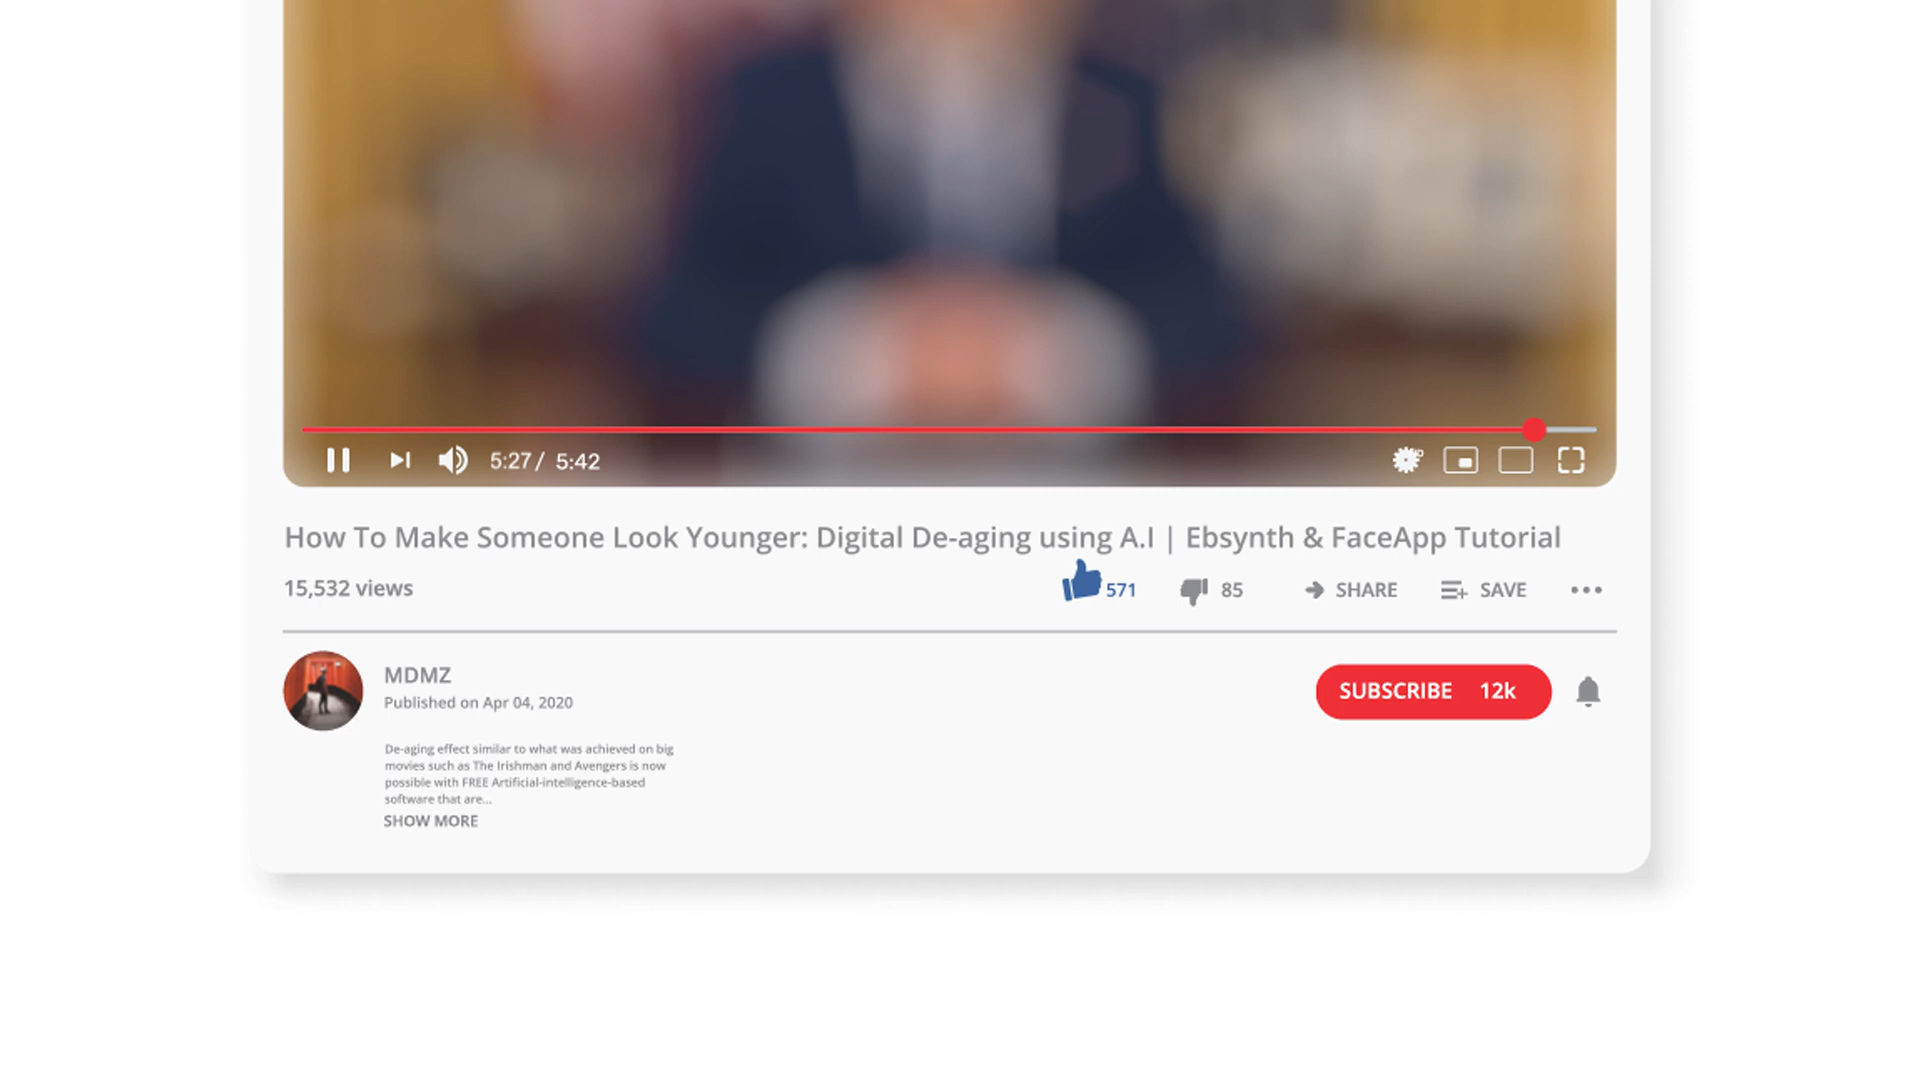 5:27 / 5:42
How To Make Someone Look Younger: Digital De-aging using A.I | Ebsynth & FaceApp Tutorial
15,532 views
571
85
SHARE
SAVE
MDMZ
Published on Apr 04, 2020
SUBSCRIBE 12k
De-aging effect similar to what was achieved on big
movies such as The Irishman and Avengers is now
possible with FREE Artificial-intelligence-based
software that are...
SHOW MORE